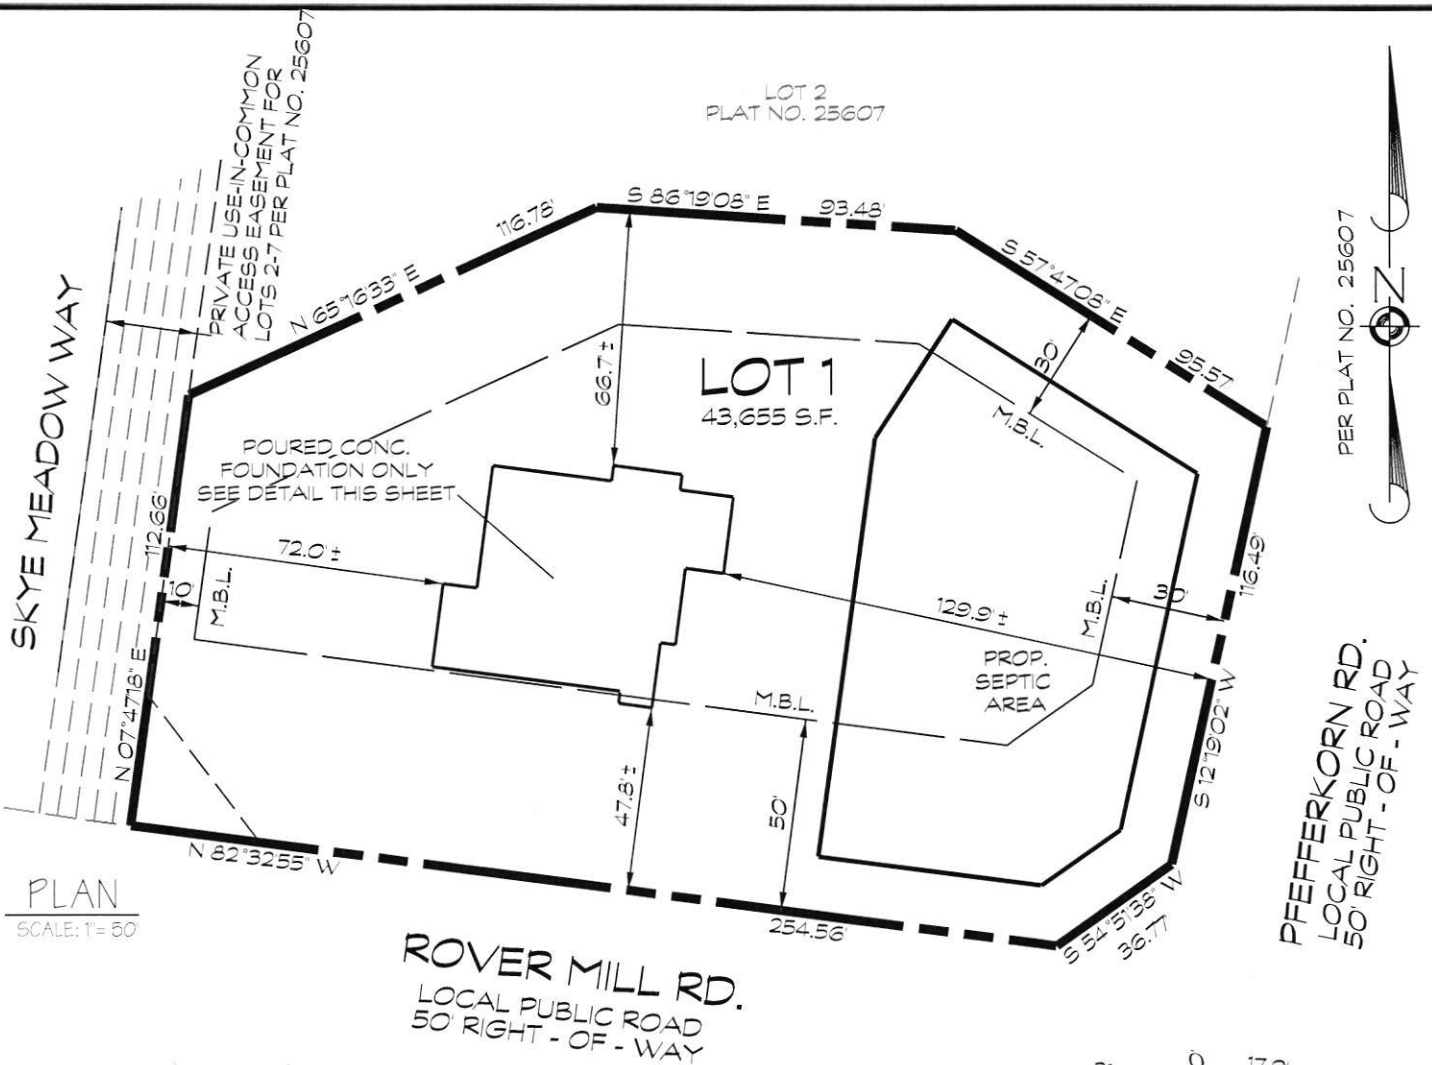 PRIVATE USE-IN-COMMON
ACCESS EASEMENT FOR
LOTS 2-7 PER PLAT NO. 25607
LOT 2
PLAT NO. 25607
S 86°19'08" E
93.48'
116.78'
N 65°16'33" E
S 57°47'08" E
95.57'
PER PLAT NO. 25607
N
SKYE MEADOW WAY
66.7'±
LOT 1
43,655 S.F.
30'
M.B.L.
POURED CONC.
FOUNDATION ONLY
SEE DETAIL THIS SHEET
112.66'
72.0'±
10'
M.B.L.
116.49'
129.9'±
M.B.L.
30'
PROP.
SEPTIC
AREA
M.B.L.
N 07°47'18" E
S 12°19'02" W
47.8'±
50'
PFEFFERKORN RD.
LOCAL PUBLIC ROAD
50' RIGHT - OF - WAY
N 82°32'55" W
254.56'
S 54°51'38" W
36.77'
PLAN
SCALE: 1"= 50'
ROVER MILL RD.
LOCAL PUBLIC ROAD
50' RIGHT - OF - WAY